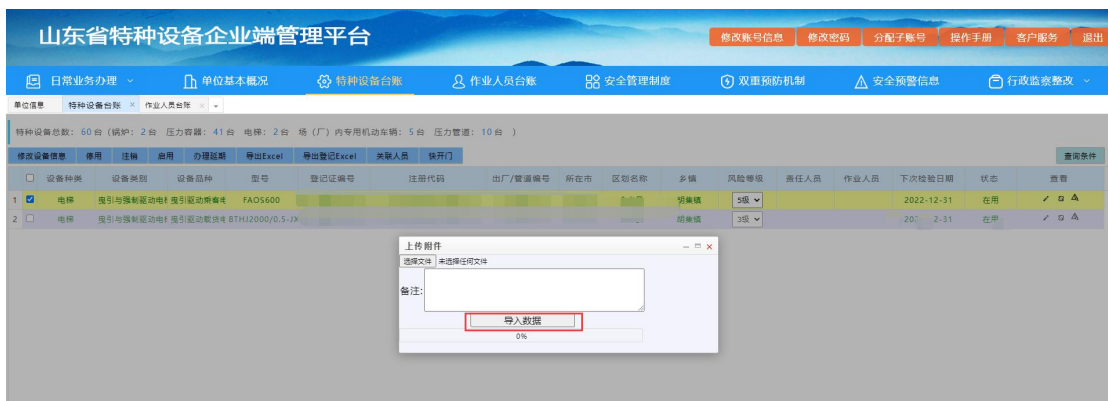 山东省特种设备企业端管理平台
修改账号信息 修改密码 分配子账号 操作手册 客户服务 退出
日常业务办理 单位基本概况 特种设备台账 作业人员台账 安全管理制度 双重预防机制 安全预警信息 行政监察整改
单位信息 特种设备台账 × 作业人员台账 ×
特种设备总数: 60 台 (锅炉: 2 台 压力容器: 41 台 电梯: 2 台 场 (厂) 内专用机动车辆: 5 台 压力管道: 10 台 )
修改设备信息 停用 注销 启用 办理延期 导出Excel 导出登记Excel 关联人员 快开门 查询条件
设备种类 设备类别 设备品种 型号 登记证编号 注册代码 出厂/管道编号 所在市 区划名称 乡镇 风险等级 责任人员 作业人员 下次检验日期 状态 查看
1 电梯 曳引与强制驱动电 曳引驱动乘客电 FAOS600 胡集镇 5级 2022-12-31 在用
2 电梯 曳引与强制驱动电 曳引驱动载货电 BTHJ2000/0.5-JX 胡集镇 3级 2-31 在用
上传附件
选择文件 未选择任何文件
备注:
导入数据
0%